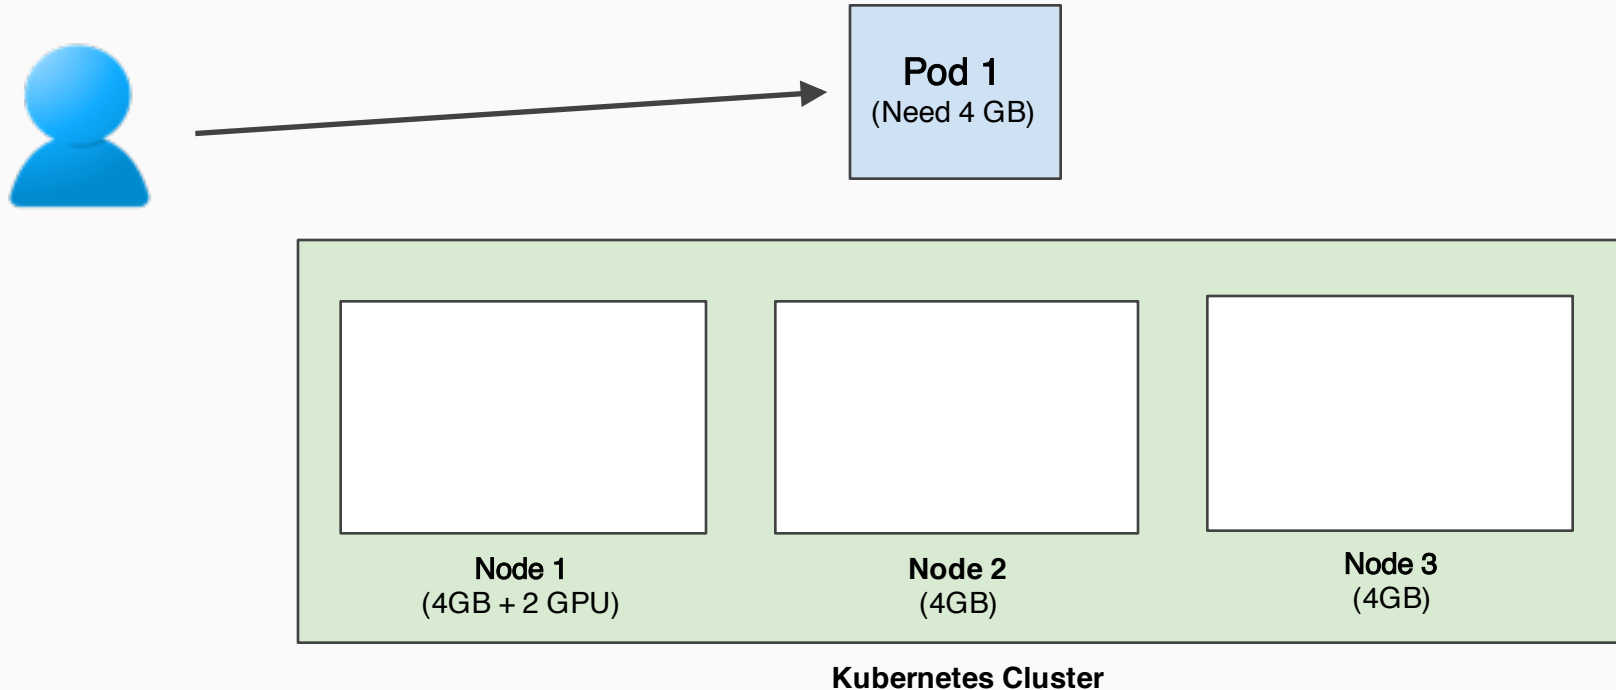 Pod 1
(Need 4 GB)
Node 1
(4GB + 2 GPU)
Node 2
(4GB)
Node 3
(4GB)
Kubernetes Cluster